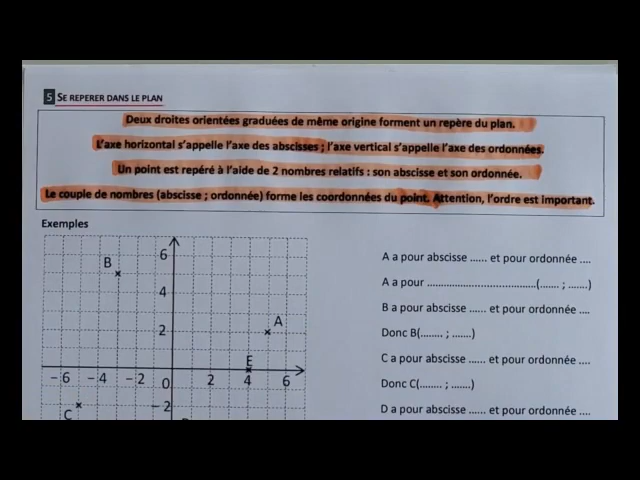 5 SE REPERER DANS LE PLAN
Deux droites orientées graduées de même origine forment un repère du plan.
L'axe horizontal s'appelle l'axe des abscisses ; l'axe vertical s'appelle l'axe des ordonnées.
Un point est repéré à l'aide de 2 nombres relatifs : son abscisse et son ordonnée.
Le couple de nombres (abscisse ; ordonnée) forme les coordonnées du point. Attention, l'ordre est important.
Exemples
B
6
4
2
A
E
-6 -4 -2 0 2 4 6
-2
C
A a pour abscisse ...... et pour ordonnée ....
A a pour .......................................(....... ; .......)
B a pour abscisse ...... et pour ordonnée ....
Donc B(........ ; .......)
C a pour abscisse ...... et pour ordonnée ....
Donc C(........ ; .......)
D a pour abscisse ...... et pour ordonnée ....